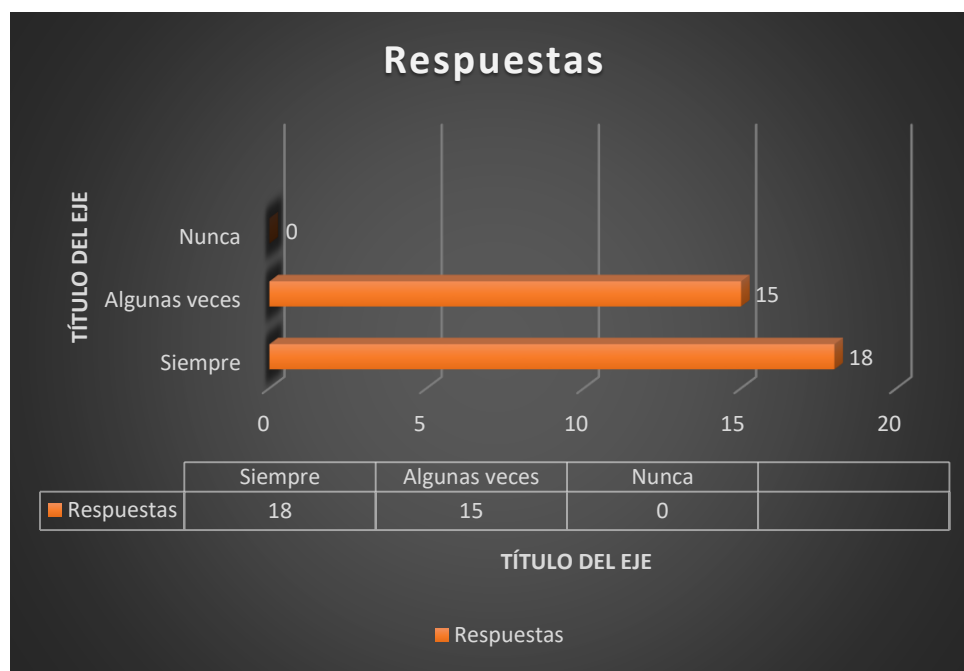 Respuestas
TÍTULO DEL EJE
Nunca 0
Algunas veces 15
Siempre 18
0 5 10 15 20
Siempre Algunas veces Nunca
Respuestas 18 15 0
TÍTULO DEL EJE
Respuestas